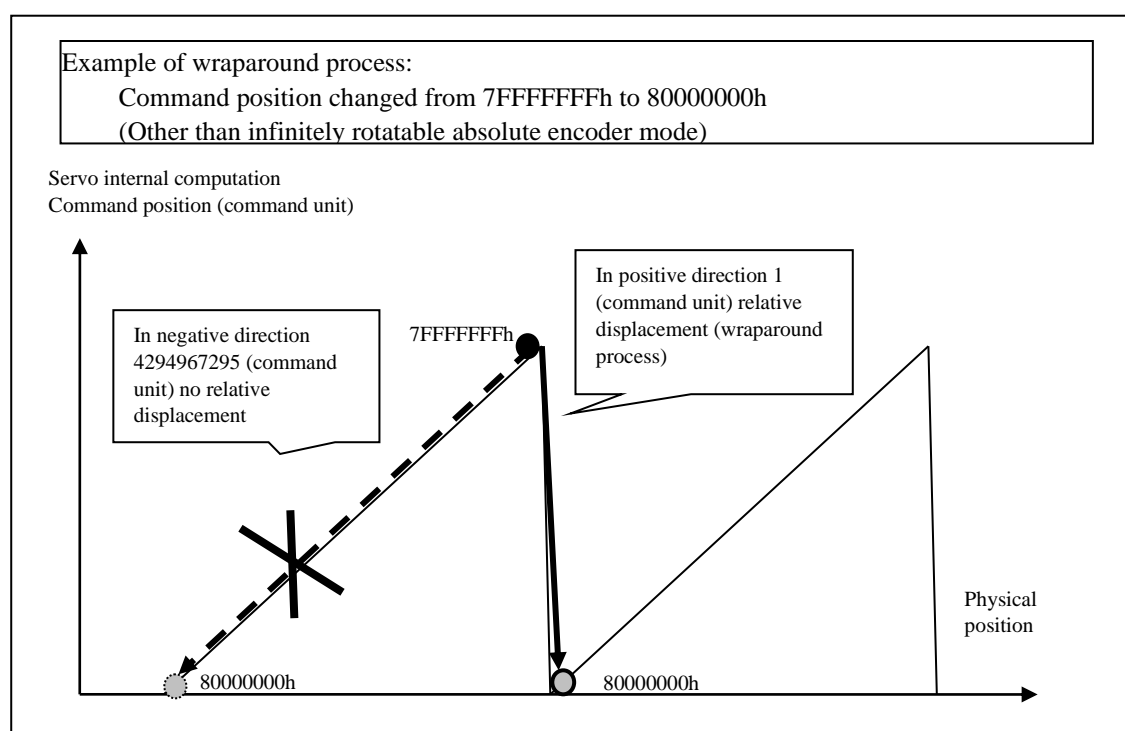 Example of wraparound process:
Command position changed from 7FFFFFFFh to 80000000h
(Other than infinitely rotatable absolute encoder mode)
Servo internal computation
Command position (command unit)
In positive direction 1
(command unit) relative
displacement (wraparound
process)
In negative direction
4294967295 (command
unit) no relative
displacement
7FFFFFFFh
Physical
position
80000000h
80000000h